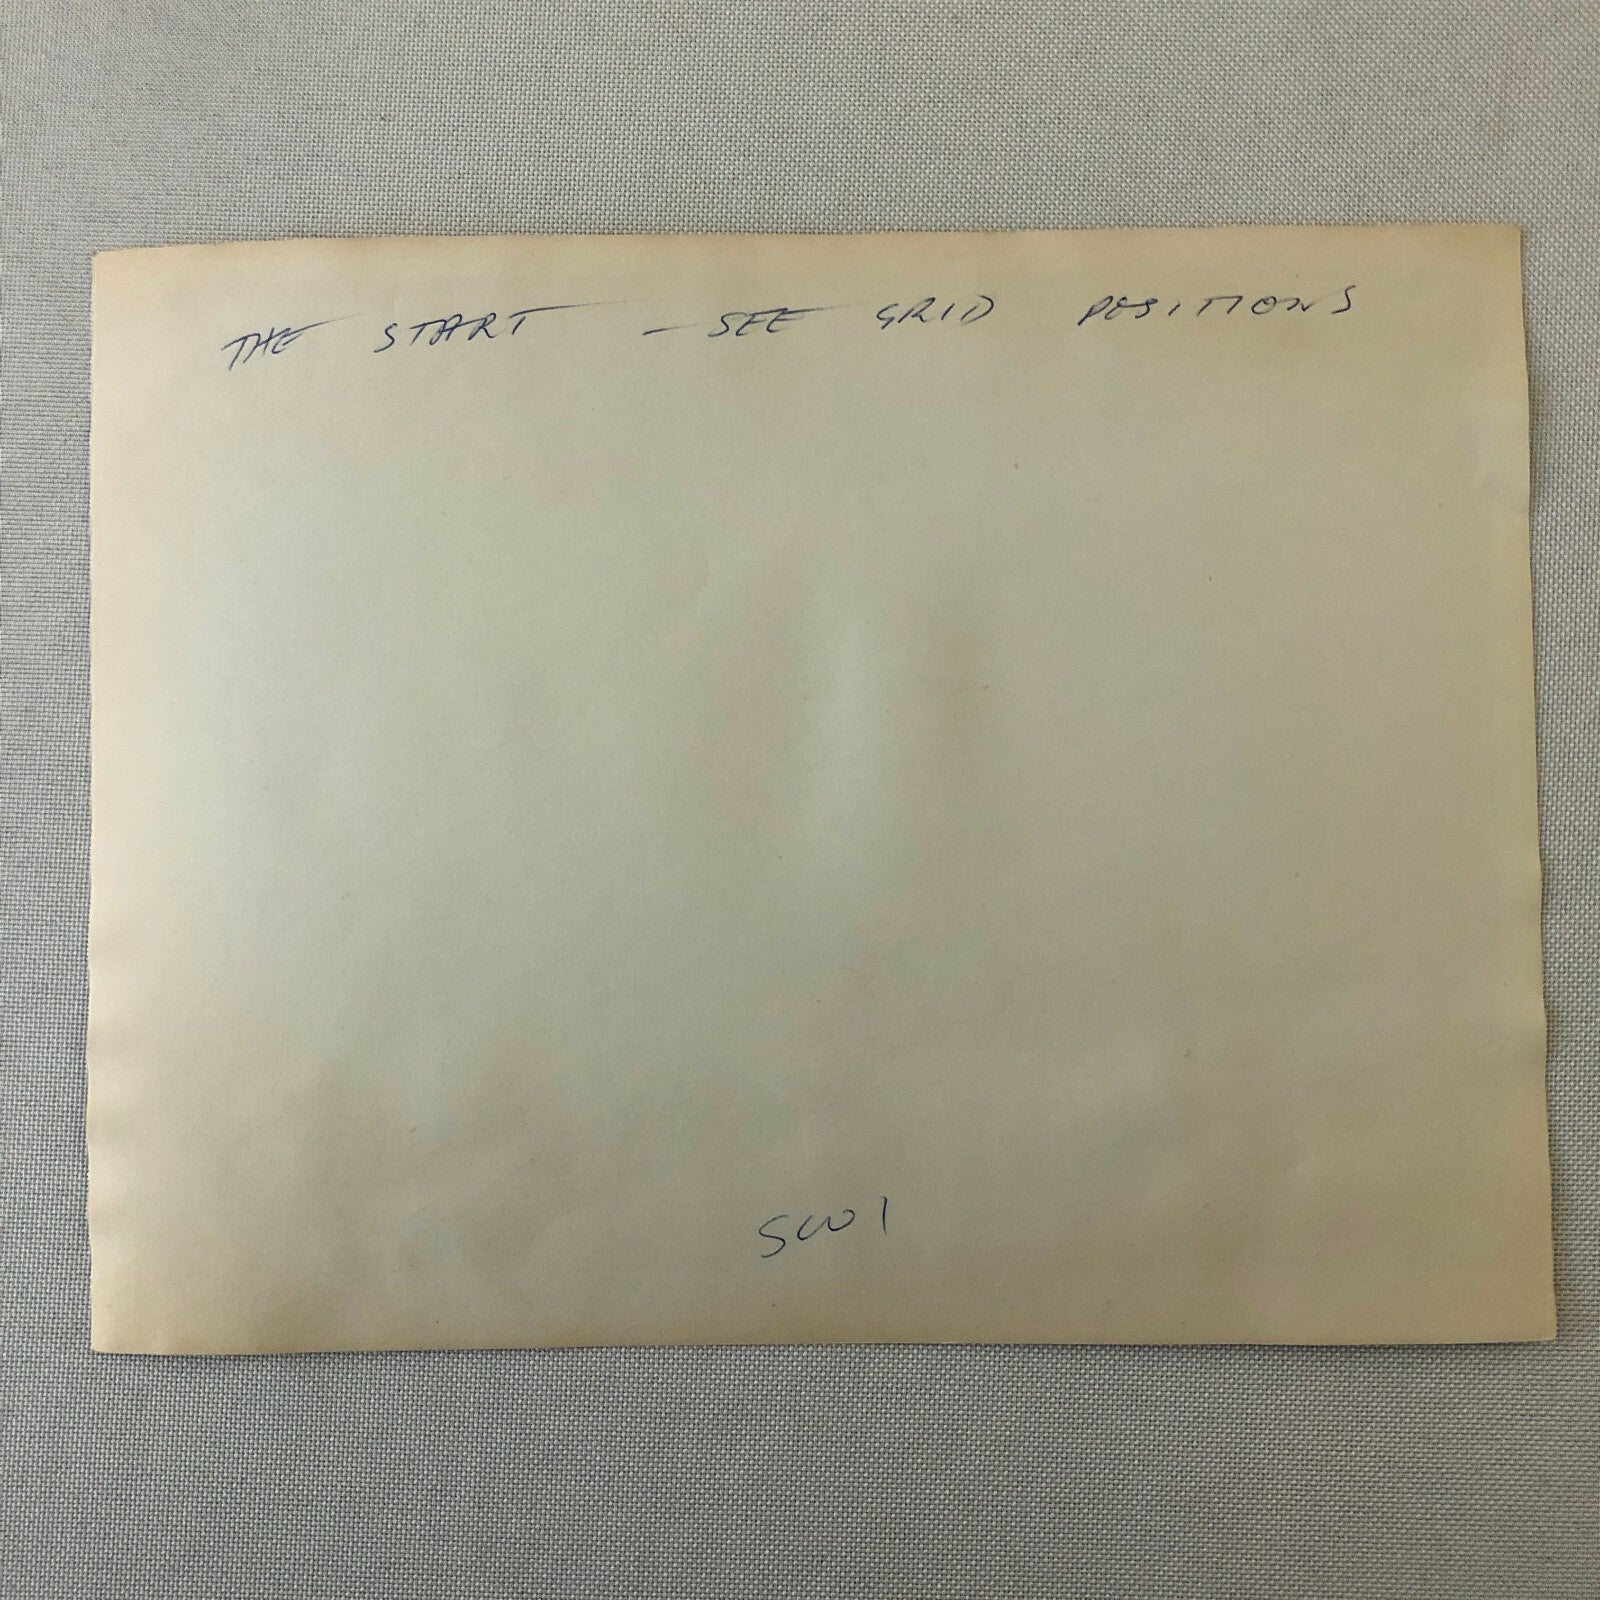 THE START — SEE GRID POSITIONS
SW1